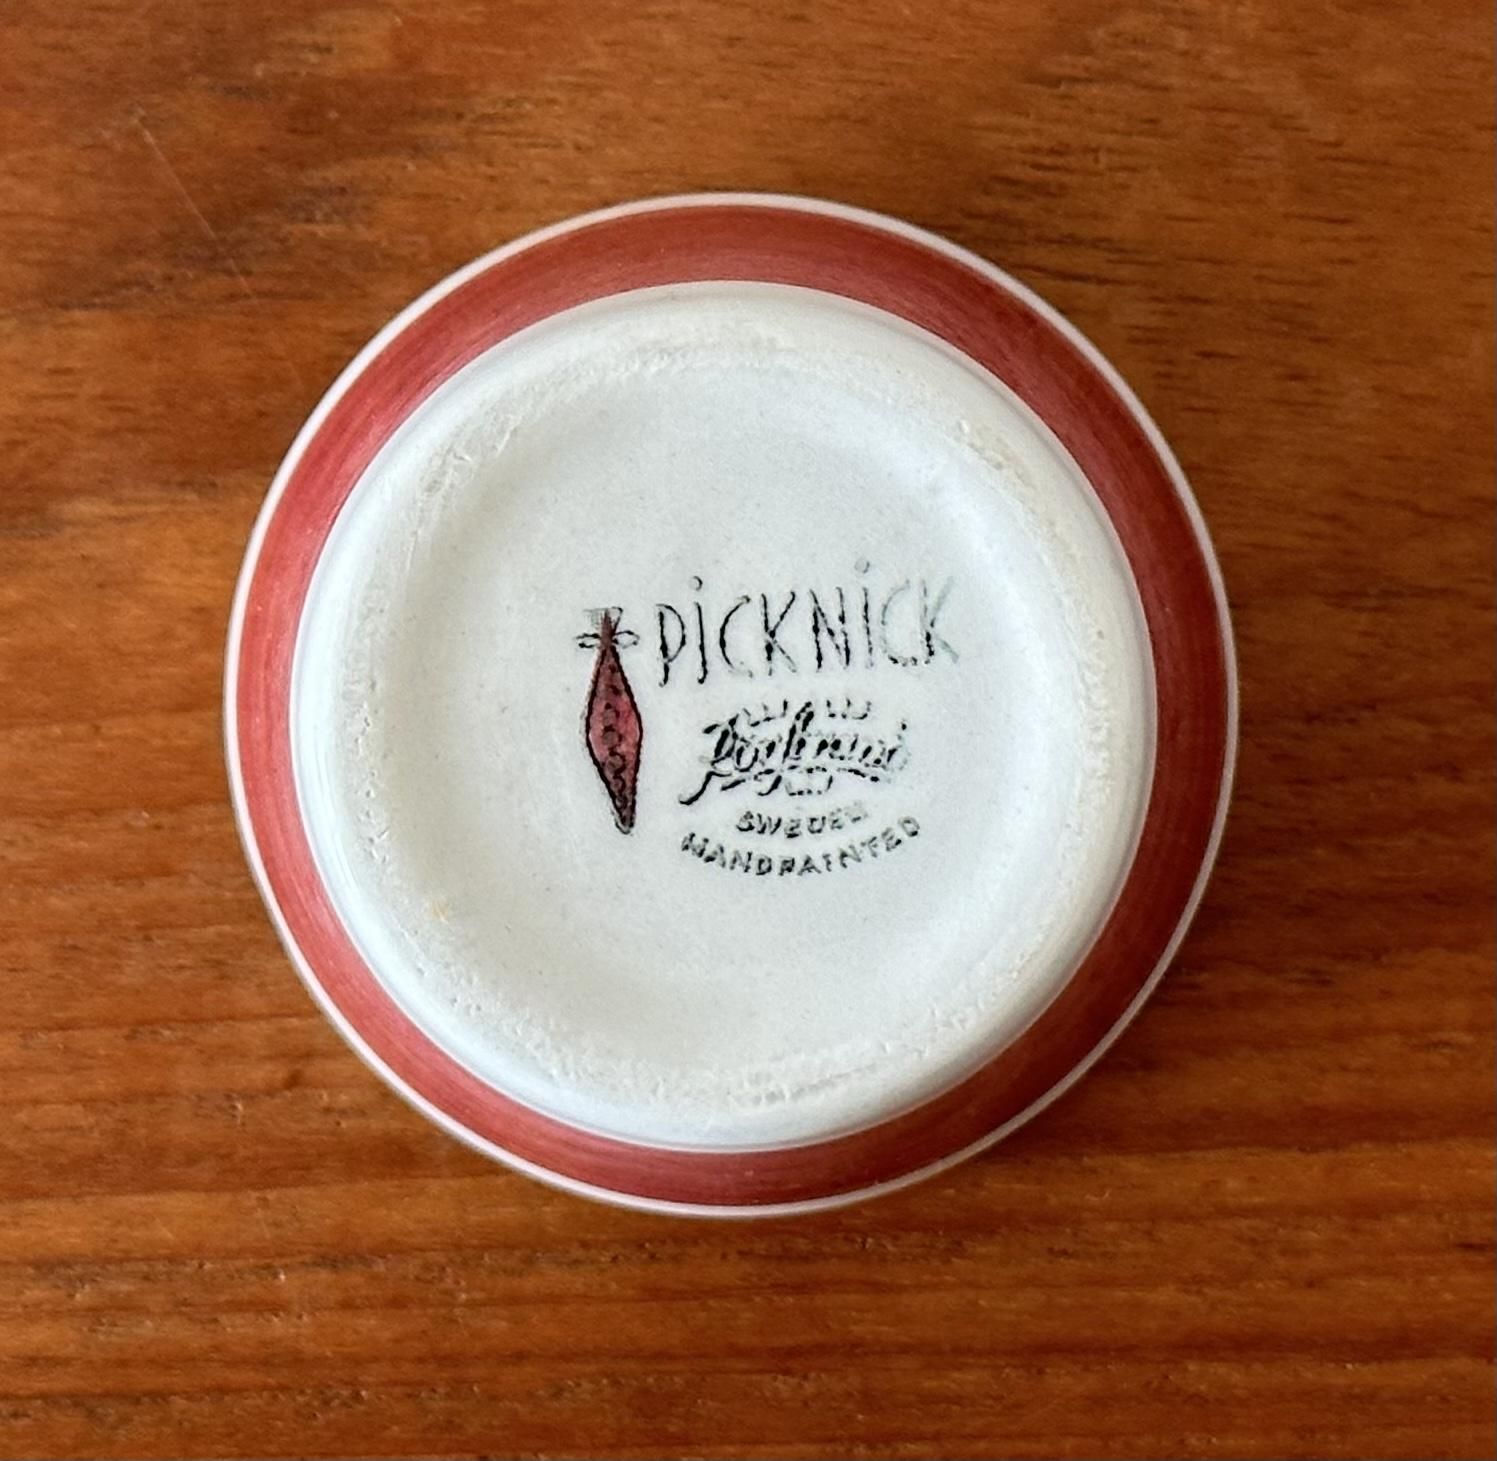 PiCKNiCK
Rörstrand
SWEDEN
HANDPAINTED